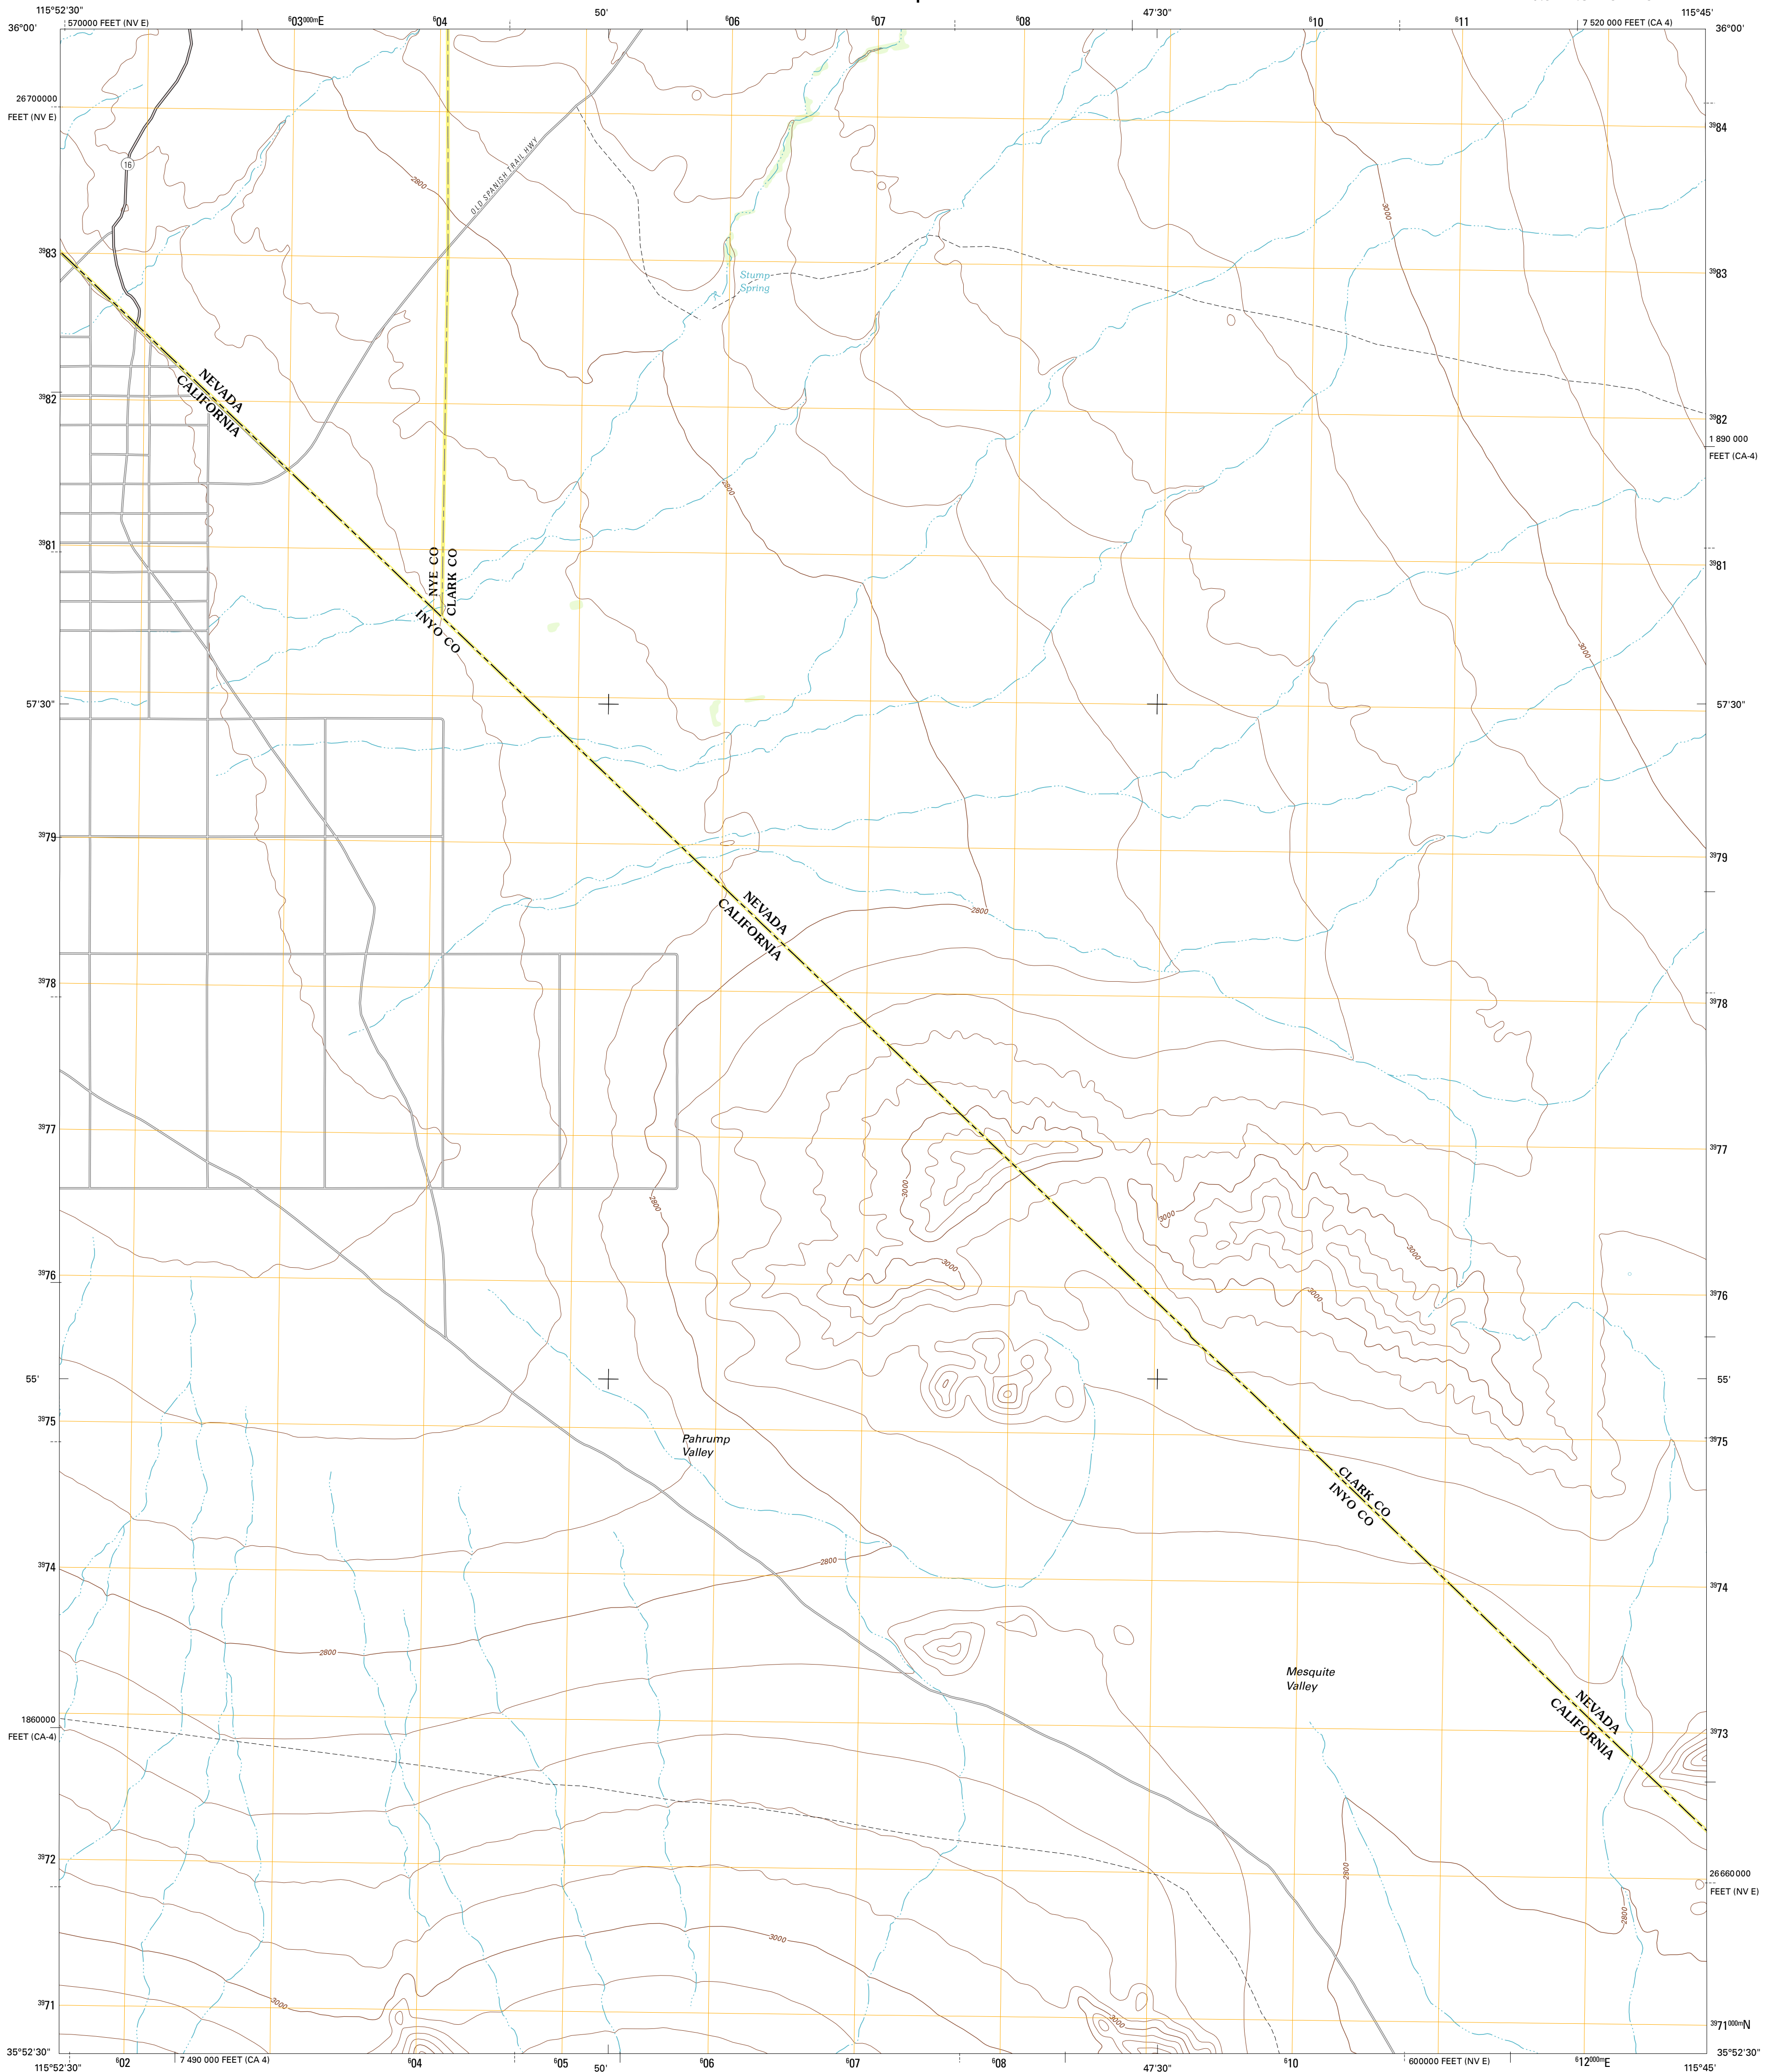 115°52'30"
570000 FEET (NV E)
⁶03⁰⁰⁰ᵐE
⁶04
50'
⁶06
⁶07
⁶08
47'30"
⁶10
⁶11
7 520 000 FEET (CA 4)
115°45'
36°00'
36°00'
26700000
FEET (NV E)
³⁹84
16
OLD SPANISH TRAIL HWY
2800
3000
³⁹83
³⁹83
Stump
Spring
³⁹82
³⁹82
NEVADA
CALIFORNIA
1 890 000
FEET (CA-4)
2800
³⁹81
³⁹81
NYE CO
CLARK CO
INYO CO
3000
57'30"
57'30"
³⁹79
³⁹79
NEVADA
CALIFORNIA
2800
³⁹78
³⁹78
³⁹77
³⁹77
3000
2800
3000
3000
3000
3000
³⁹76
³⁹76
55'
55'
³⁹75
³⁹75
Pahrump
Valley
CLARK CO
INYO CO
³⁹74
2800
³⁹74
2800
Mesquite
Valley
NEVADA
CALIFORNIA
1860000
FEET (CA-4)
³⁹73
³⁹72
2800
26660000
FEET (NV E)
2800
3000
3000
3000
³⁹71
³⁹71⁰⁰⁰ᵐN
35°52'30"
35°52'30"
115°52'30"
⁶02
7 490 000 FEET (CA 4)
⁶04
⁶05
50'
⁶06
⁶07
⁶08
47'30"
⁶10
600000 FEET (NV E)
⁶12⁰⁰⁰ᵐE
115°45'